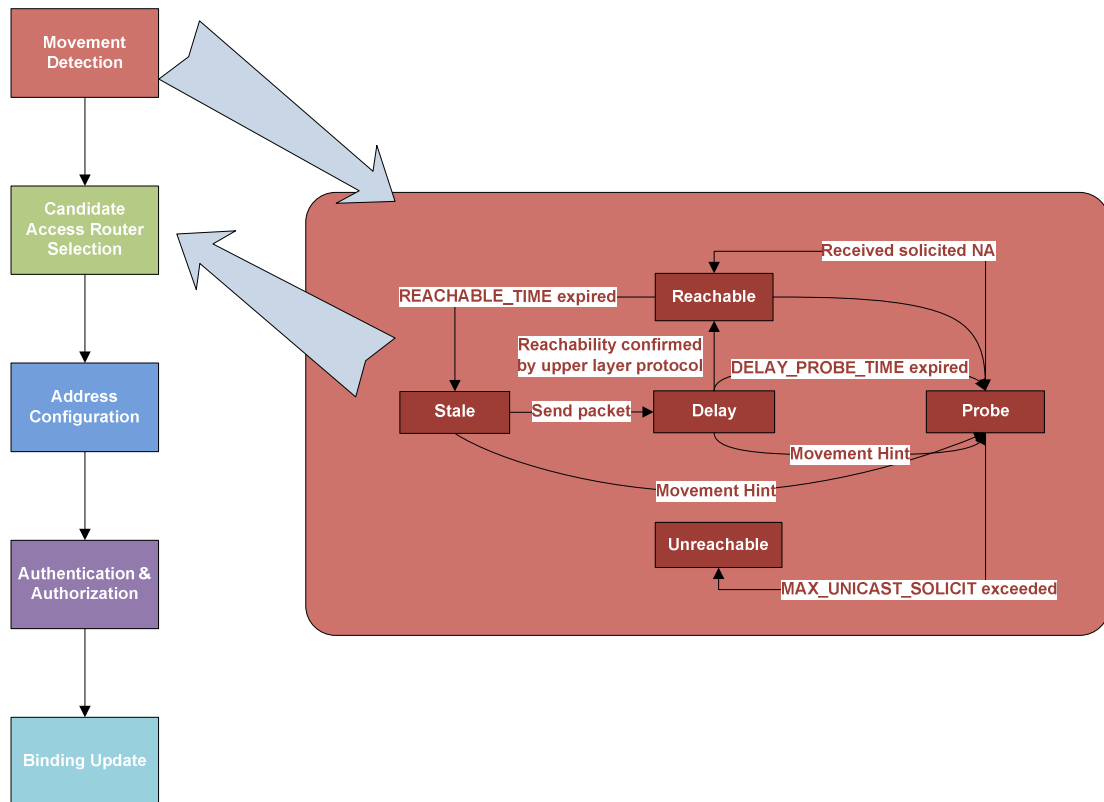 Movement
Detection
Candidate
Access Router
Selection
Address
Configuration
Authentication &
Authorization
Binding Update
Received solicited NA
Reachable
REACHABLE_TIME expired
Reachability confirmed
by upper layer protocol
DELAY_PROBE_TIME expired
Stale
Send packet
Delay
Probe
Movement Hint
Movement Hint
Unreachable
MAX_UNICAST_SOLICIT exceeded